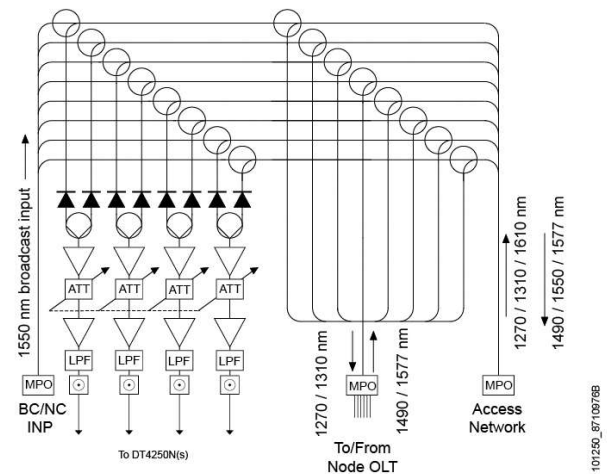 1550 nm broadcast input
ATT ATT ATT ATT
LPF LPF LPF LPF
MPO
BC/NC
INP
To DT4250N(s)
1270 / 1310 nm
MPO
1490 / 1577 nm
To/From
Node OLT
1270 / 1310 / 1610 nm
1490 / 1550 / 1577 nm
MPO
Access
Network
101250_8710976B